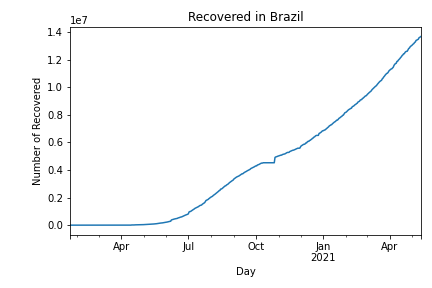 Recovered in Brazil
1e7
1.4
1.2
1.0
0.8
0.6
0.4
0.2
0.0
Number of Recovered
Apr
Jul
Oct
Jan
2021
Apr
Day